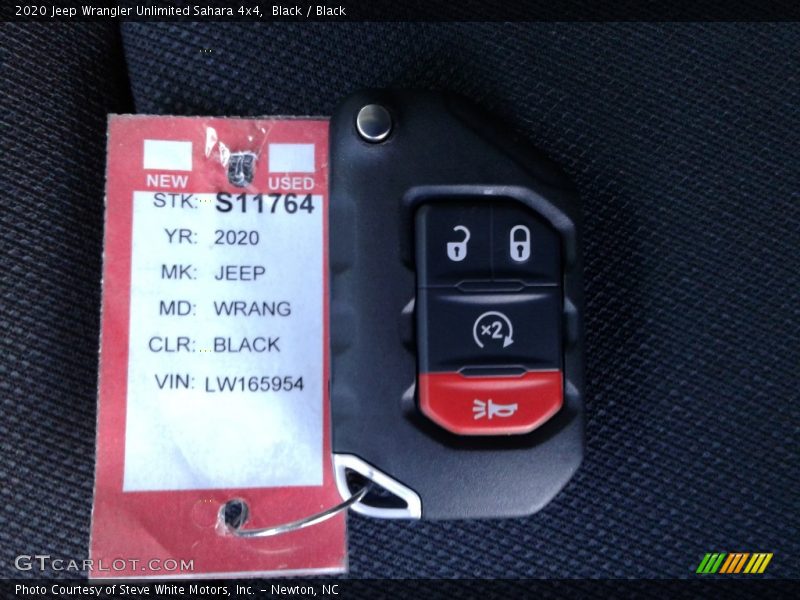 2020 Jeep Wrangler Unlimited Sahara 4x4, Black / Black
NEW USED
STK: S11764
YR: 2020
MK: JEEP
MD: WRANG
CLR: BLACK
VIN: LW165954
×2
GTCARLOT.COM
Photo Courtesy of Steve White Motors, Inc. – Newton, NC